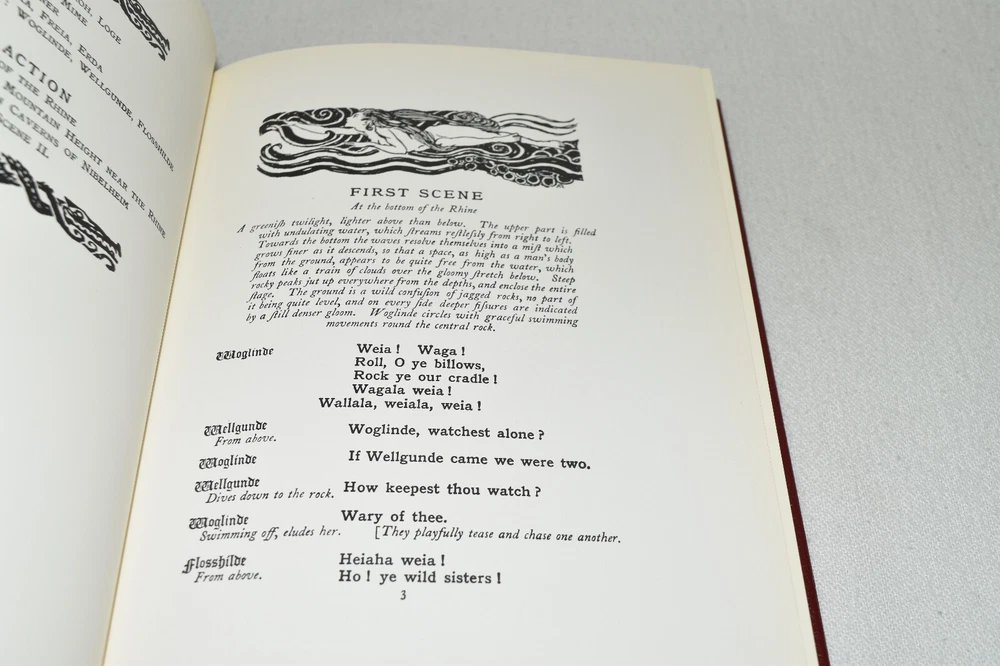 OH, LOGE
MIME
A, FREIA, ERDA
: WOGLINDE, WELLGUNDE, FLOSSHILDE
ACTION
OF THE RHINE
MOUNTAIN HEIGHT NEAR THE RHINE
CAVERNS OF NIBELHEIM
SCENE II.
FIRST SCENE
At the bottom of the Rhine
A greeniſh twilight, lighter above than below. The upper part is filled
with undulating water, which ſtreams reſtleſsly from right to left.
Towards the bottom the waves resolve themselves into a miſt which
grows finer as it descends, so that a space, as high as a man's body
from the ground, appears to be quite free from the water, which
floats like a train of clouds over the gloomy ſtretch below. Steep
rocky peaks jut up everywhere from the depths, and enclose the entire
ſtage. The ground is a wild confuſion of jagged rocks, no part of
it being quite level, and on every ſide deeper fiſsures are indicated
by a ſtill denser gloom. Woglinde circles with graceful swimming
movements round the central rock.
Woglinde Weia! Waga!
Roll, O ye billows,
Rock ye our cradle!
Wagala weia!
Wallala, weiala, weia!
Wellgunde Woglinde, watchest alone?
From above.
Woglinde If Wellgunde came we were two.
Wellgunde How keepest thou watch?
Dives down to the rock.
Woglinde Wary of thee.
Swimming off, eludes her. [They playfully tease and chase one another.
Flosshilde Heiaha weia!
From above. Ho! ye wild sisters!
3